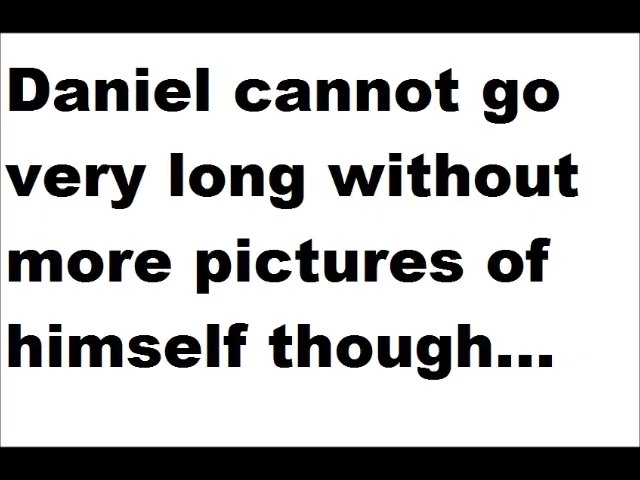 Daniel cannot go
very long without
more pictures of
himself though...